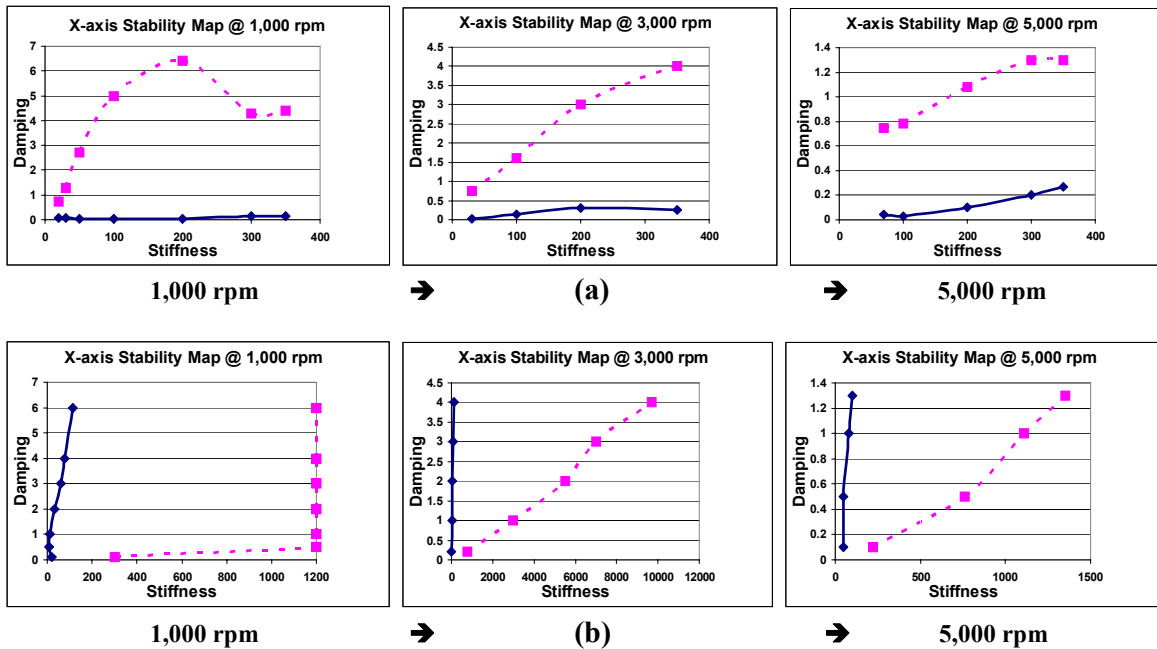 X-axis Stability Map @ 1,000 rpm
7
6
5
4
3
2
1
0
Damping
0 100 200 300 400
Stiffness
X-axis Stability Map @ 3,000 rpm
4.5
4
3.5
3
2.5
2
1.5
1
0.5
0
Damping
0 100 200 300 400
Stiffness
X-axis Stability Map @ 5,000 rpm
1.4
1.2
1
0.8
0.6
0.4
0.2
0
Damping
0 100 200 300 400
Stiffness
1,000 rpm ➔ (a) ➔ 5,000 rpm
X-axis Stability Map @ 1,000 rpm
7
6
5
4
3
2
1
0
Damping
0 200 400 600 800 1000 1200
Stiffness
X-axis Stability Map @ 3,000 rpm
4.5
4
3.5
3
2.5
2
1.5
1
0.5
0
Damping
0 2000 4000 6000 8000 10000 12000
Stiffness
X-axis Stability Map @ 5,000 rpm
1.4
1.2
1
0.8
0.6
0.4
0.2
0
Damping
0 500 1000 1500
Stiffness
1,000 rpm ➔ (b) ➔ 5,000 rpm